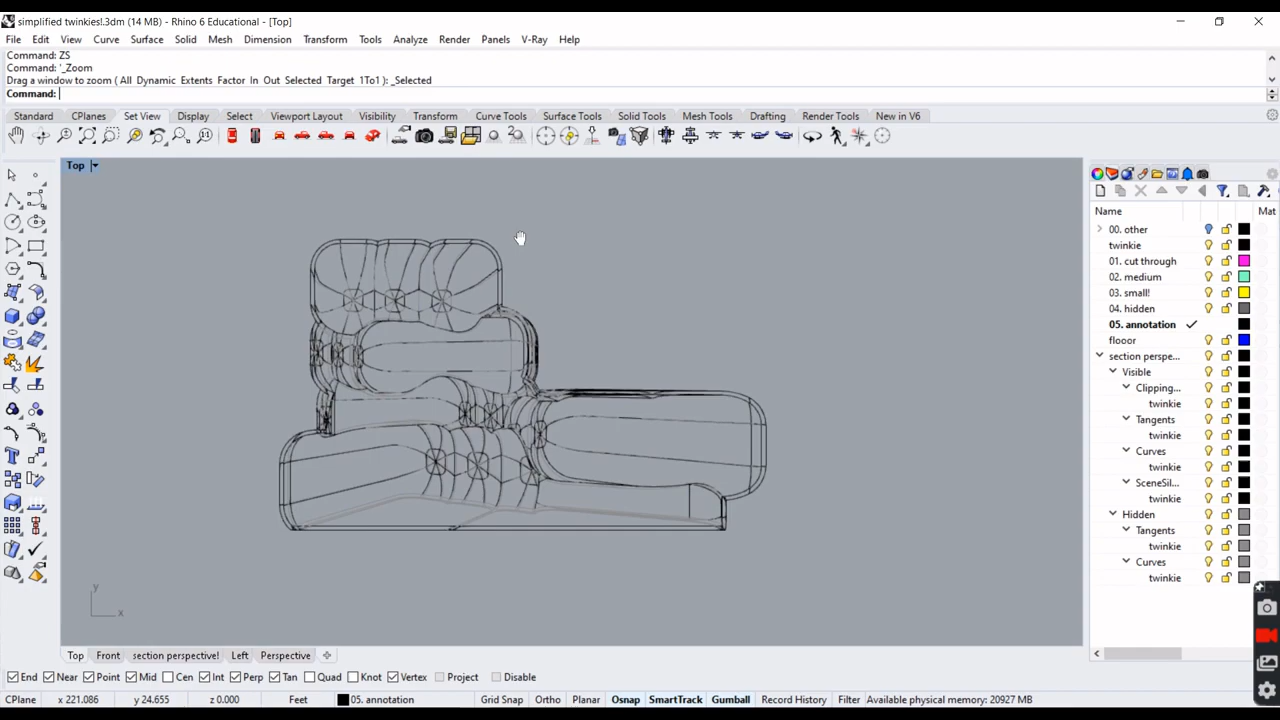 simplified twinkies!.3dm (14 MB) - Rhino 6 Educational - [Top]
File Edit View Curve Surface Solid Mesh Dimension Transform Tools Analyze Render Panels V-Ray Help
Command: ZS
Command: '_Zoom
Drag a window to zoom ( All Dynamic Extents Factor In Out Selected Target 1To1 ): _Selected
Command:
Standard CPlanes Set View Display Select Viewport Layout Visibility Transform Curve Tools Surface Tools Solid Tools Mesh Tools Render Tools Drafting New in V6
Top
Name Mat
00. other
twinkie
01. cut through
02. medium
03. small!
04. hidden
05. annotation
flooor
section perspe...
Visible
Clipping...
twinkie
Tangents
twinkie
Curves
twinkie
SceneSil...
twinkie
Hidden
Tangents
twinkie
Curves
twinkie
y
x
Top Front section perspective! Left Perspective
End Near Point Mid Cen Int Perp Tan Quad Knot Vertex Project Disable
CPlane x 221.086 y 24.655 z 0.000 Feet 05. annotation Grid Snap Ortho Planar Osnap SmartTrack Gumball Record History Filter Available physical memory: 20927 MB